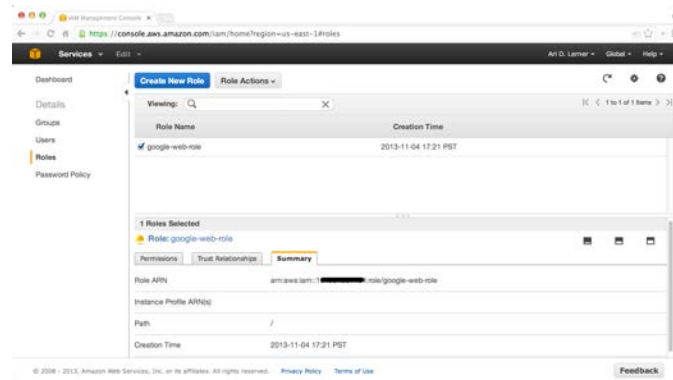 IAM Management Console
https://console.aws.amazon.com/iam/home?region=us-east-1#roles
Services Edit Ari D. Lerner Global Help
Dashboard
Details
Groups
Users
Roles
Password Policy
Create New Role Role Actions
Viewing:
1 to 1 of 1 Items
Role Name Creation Time
google-web-role 2013-11-04 17:21 PST
1 Roles Selected
Role: google-web-role
Permissions Trust Relationships Summary
Role ARN arn:aws:iam::1 :role/google-web-role
Instance Profile ARN(s)
Path /
Creation Time 2013-11-04 17:21 PST
© 2008 - 2013, Amazon Web Services, Inc. or its affiliates. All rights reserved. Privacy Policy Terms of Use Feedback